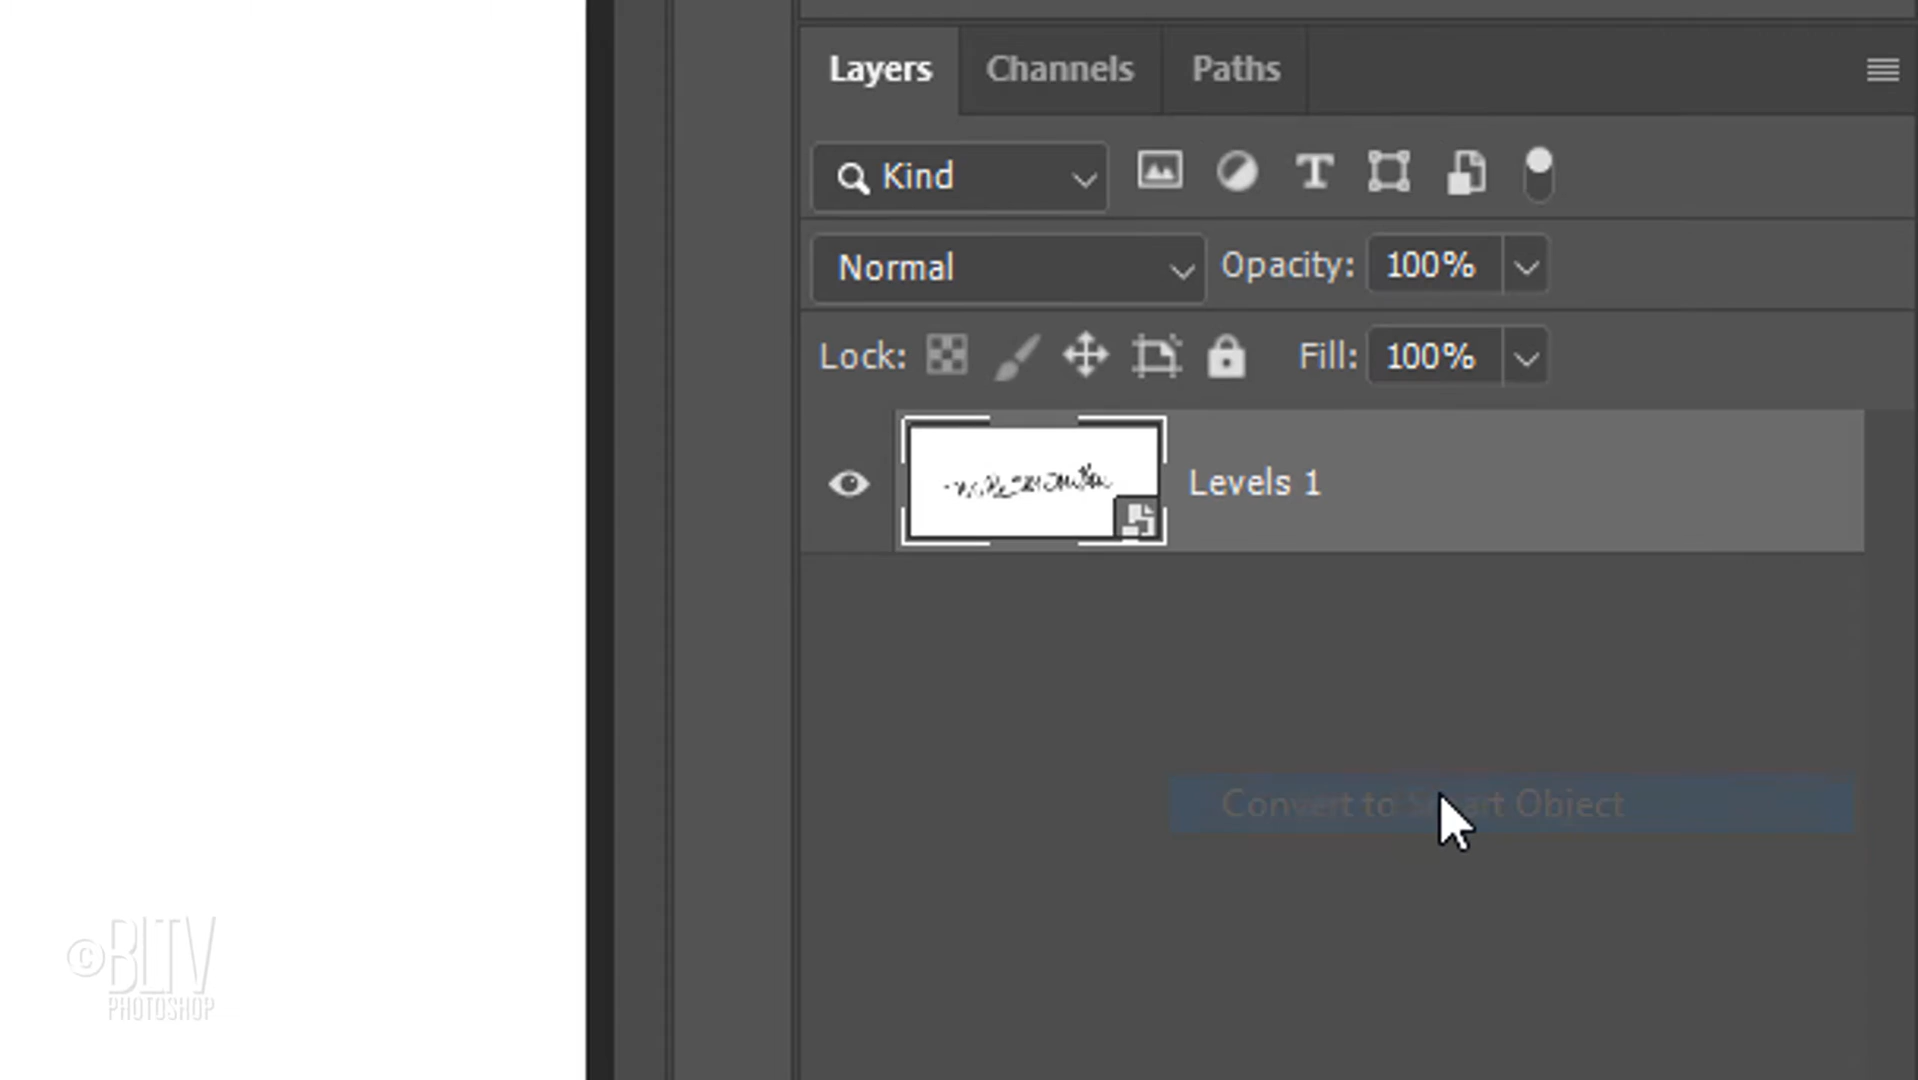 Layers Channels Paths
Kind
Normal Opacity: 100%
Lock: Fill: 100%
Levels 1
Convert to Smart Object
©BLTV
PHOTOSHOP